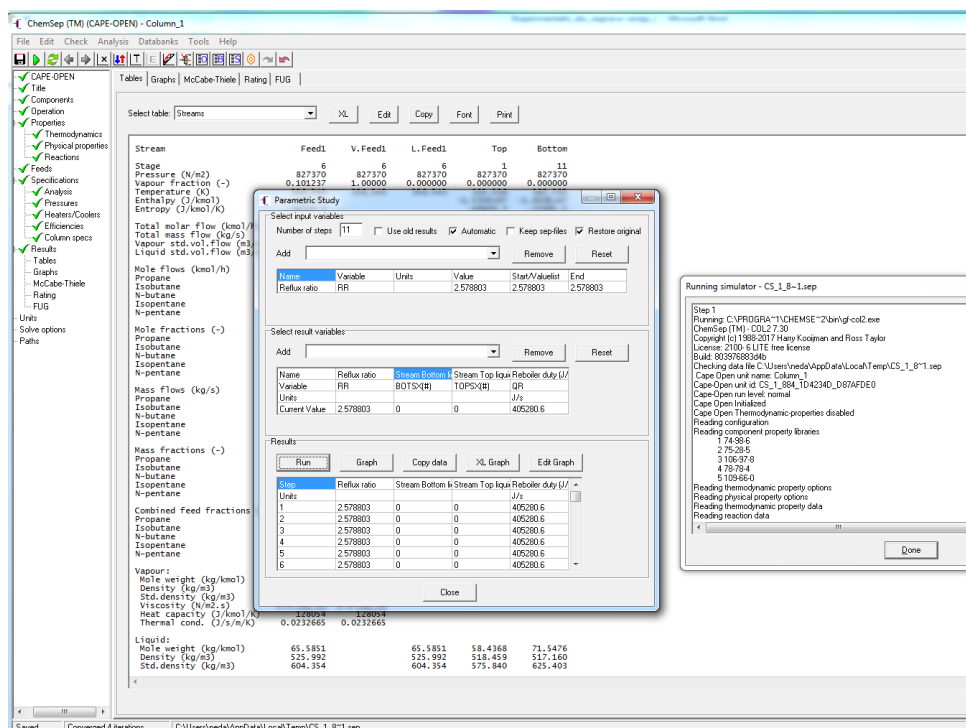 ChemSep (TM) (CAPE-OPEN) - Column_1
File Edit Check Analysis Databanks Tools Help
CAPE-OPEN
Title
Components
Operation
Properties
Thermodynamics
Physical properties
Reactions
Feeds
Specifications
Analysis
Pressures
Heaters/Coolers
Efficiencies
Column specs
Results
Tables
Graphs
McCabe-Thiele
Rating
FUG
Units
Solve options
Paths
Tables Graphs McCabe-Thiele Rating FUG
Select table: Streams XL Edit Copy Font Print
Stream Feed1 V.Feed1 L.Feed1 Top Bottom
Stage 6 6 6 1 11
Pressure (N/m2) 827370 827370 827370 827370 827370
Vapour fraction (-) 0.101237 1.00000 0.000000 0.000000 0.000000
Temperature (K)
Enthalpy (J/kmol)
Entropy (J/kmol/K)
Total molar flow (kmol/h
Total mass flow (kg/s)
Vapour std.vol.flow (m3/
Liquid std.vol.flow (m3/
Mole flows (kmol/h)
Propane
Isobutane
N-butane
Isopentane
N-pentane
Mole fractions (-)
Propane
Isobutane
N-butane
Isopentane
N-pentane
Mass flows (kg/s)
Propane
Isobutane
N-butane
Isopentane
N-pentane
Mass fractions (-)
Propane
Isobutane
N-butane
Isopentane
N-pentane
Combined feed fractions
Propane
Isobutane
N-butane
Isopentane
N-pentane
Vapour:
Mole weight (kg/kmol)
Density (kg/m3)
Std.density (kg/m3)
Viscosity (N/m2.s)
Heat capacity (J/kmol/K) 128054 128054
Thermal cond. (J/s/m/K) 0.0232665 0.0232665
Liquid:
Mole weight (kg/kmol) 65.5851 65.5851 58.4368 71.5476
Density (kg/m3) 525.992 525.992 518.459 517.160
Std.density (kg/m3) 604.354 604.354 575.840 625.403
Parametric Study
Select input variables
Number of steps 11 Use old results Automatic Keep sep-files Restore original
Add Remove Reset
Name Variable Units Value Start/Valuelist End
Reflux ratio RR 2.578803 2.578803 2.578803
Select result variables
Add Remove Reset
Name Reflux ratio Stream Bottom li Stream Top liqui Reboiler duty (J/
Variable RR BOTSX(#) TOPSX(#) QR
Units J/s
Current Value 2.578803 0 0 405280.6
Results
Run Graph Copy data XL Graph Edit Graph
Step Reflux ratio Stream Bottom li Stream Top liqui Reboiler duty (J/
Units J/s
1 2.578803 0 0 405280.6
2 2.578803 0 0 405280.6
3 2.578803 0 0 405280.6
4 2.578803 0 0 405280.6
5 2.578803 0 0 405280.6
6 2.578803 0 0 405280.6
Close
Running simulator - CS_1_8~1.sep
Step 1
Running: C:\PROGRA~1\CHEMSE~2\bin\gf-col2.exe
ChemSep (TM) - COL2 7.30
Copyright (c) 1988-2017 Harry Kooijman and Ross Taylor
License: 2100- 6 LITE free license
Build: 803976883d4b
Checking data file C:\Users\neda\AppData\Local\Temp\CS_1_8~1.sep
Cape Open unit name: Column_1
Cape-Open unit id: CS_1_884_1D4234D_D87AFDE0
Cape-Open run level: normal
Cape Open Initialized
Cape Open Thermodynamic-properties disabled
Reading configuration
Reading component property libraries
1 74-98-6
2 75-28-5
3 106-97-8
4 78-78-4
5 109-66-0
Reading thermodynamic property options
Reading physical property options
Reading thermodynamic property data
Reading reaction data
Done
Saved Converged 4 iterations C:\Users\neda\AppData\Local\Temp\CS_1_8~1.sep